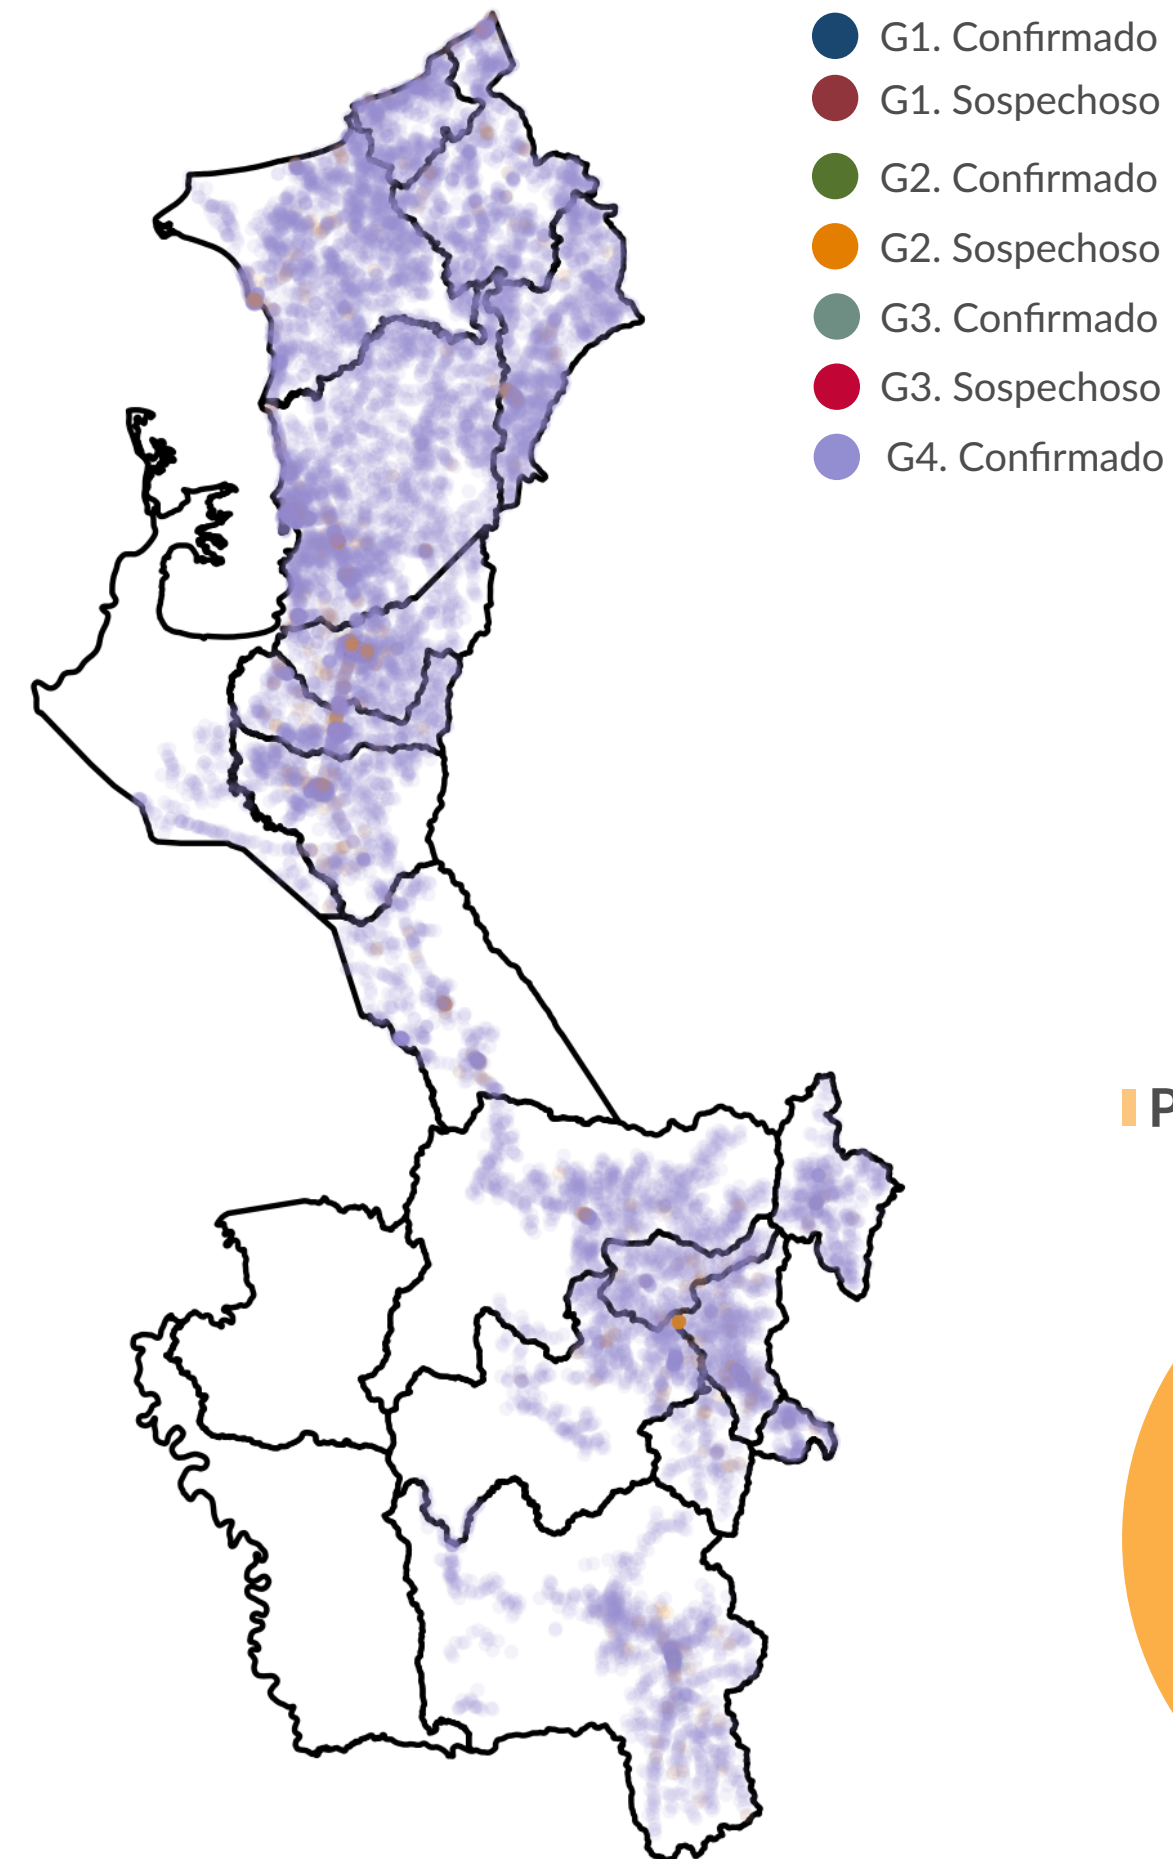 G1. Confirmado
G1. Sospechoso
G2. Confirmado
G2. Sospechoso
G3. Confirmado
G3. Sospechoso
G4. Confirmado
P